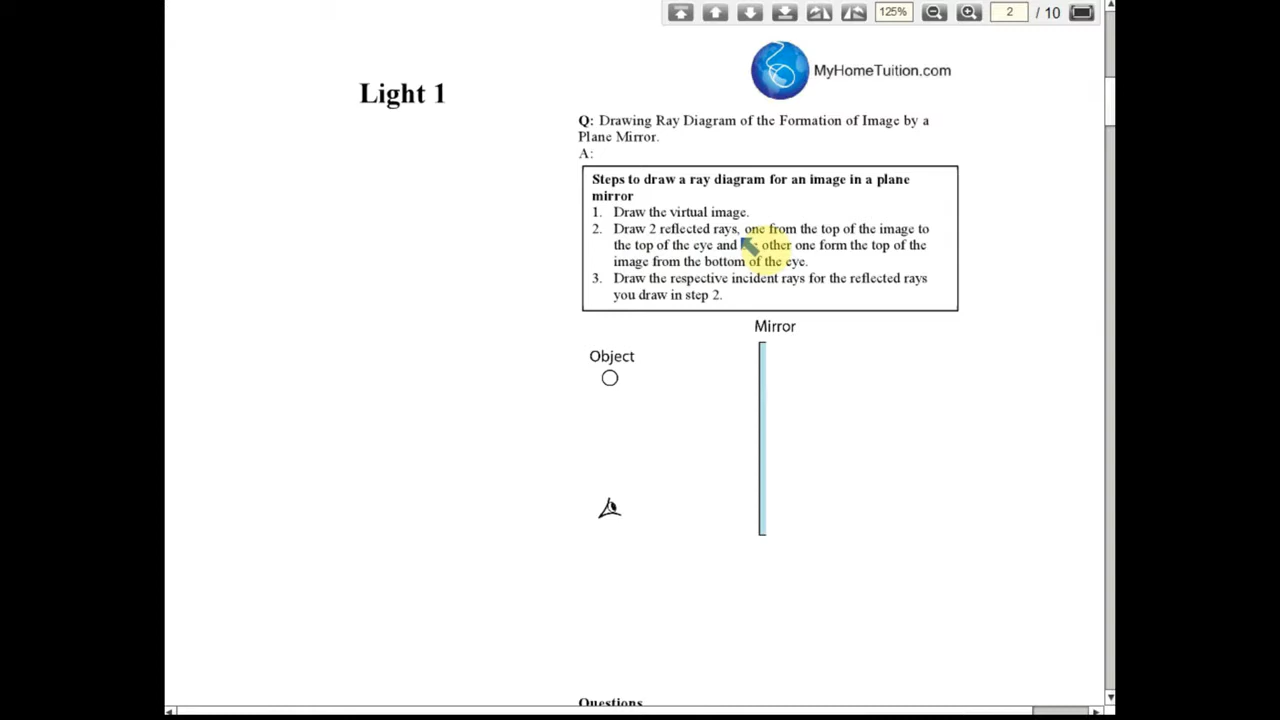 125%
2
/ 10
MyHomeTuition.com
Light 1
Q: Drawing Ray Diagram of the Formation of Image by a
Plane Mirror.
A:
Steps to draw a ray diagram for an image in a plane
mirror
1. Draw the virtual image.
2. Draw 2 reflected rays, one from the top of the image to
the top of the eye and other one form the top of the
image from the bottom of the eye.
3. Draw the respective incident rays for the reflected rays
you draw in step 2.
Mirror
Object
Questions